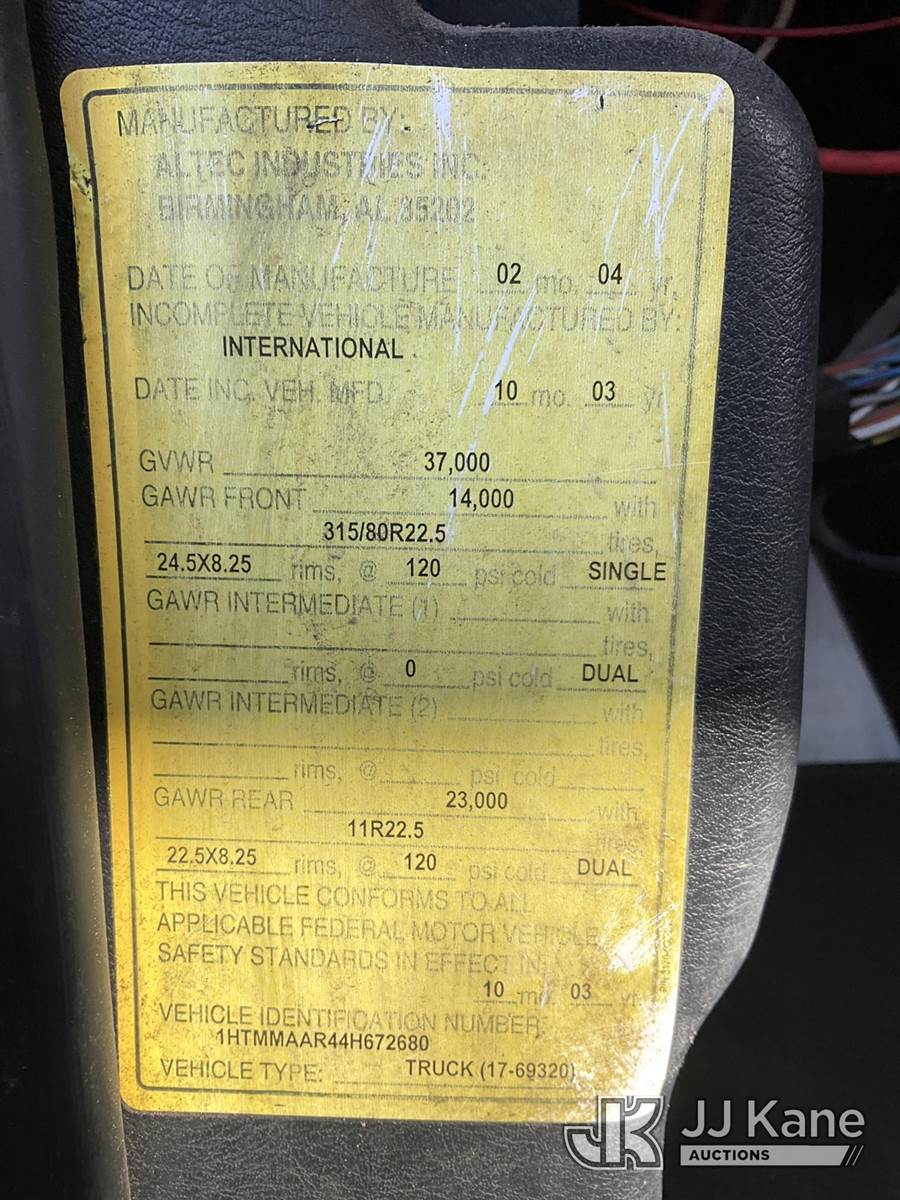 MANUFACTURED BY:
ALTEC INDUSTRIES INC.
BIRMINGHAM, AL 35202
DATE OF MANUFACTURE 02 mo. 04 yr.
INCOMPLETE VEHICLE MANUFACTURED BY:
INTERNATIONAL
DATE INC. VEH. MFD. 10 mo. 03 yr
GVWR 37,000
GAWR FRONT 14,000 with
315/80R22.5 tires,
24.5X8.25 rims, @ 120 psi cold SINGLE
GAWR INTERMEDIATE (1) with
tires,
rims, @ 0 psi cold DUAL
GAWR INTERMEDIATE (2) with
tires,
rims, @ psi cold
GAWR REAR 23,000 with
11R22.5 tires,
22.5X8.25 rims, @ 120 psi cold DUAL
THIS VEHICLE CONFORMS TO ALL
APPLICABLE FEDERAL MOTOR VEHICLE
SAFETY STANDARDS IN EFFECT IN:
10 mo. 03 yr.
VEHICLE IDENTIFICATION NUMBER:
1HTMMAAR44H672680
VEHICLE TYPE: TRUCK (17-69320)
JK JJ Kane
AUCTIONS